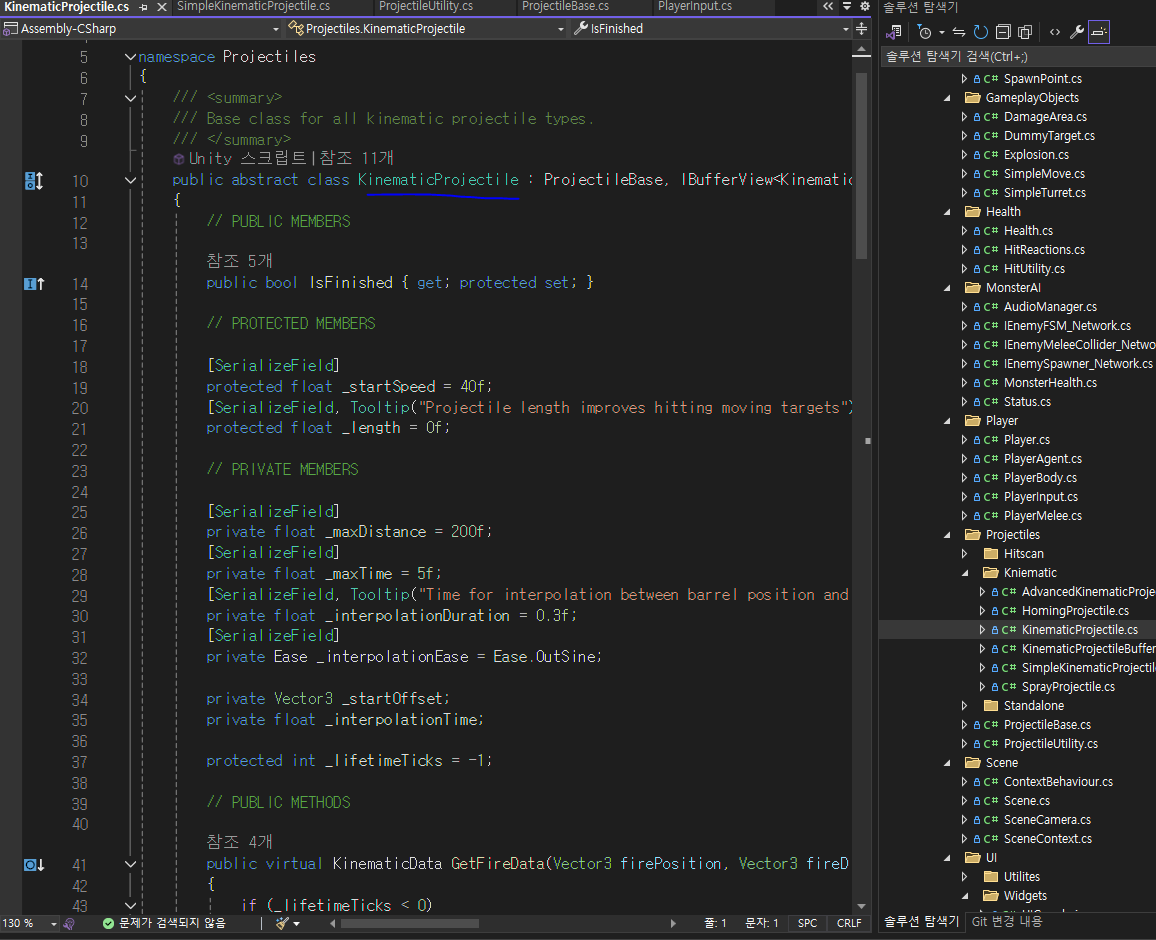 KinematicProjectile.cs
SimpleKinematicProjectile.cs
ProjectileUtility.cs
ProjectileBase.cs
PlayerInput.cs
Assembly-CSharp
Projectiles.KinematicProjectile
IsFinished
5 namespace Projectiles
6 {
7 /// <summary>
8 /// Base class for all kinematic projectile types.
9 /// </summary>
Unity 스크립트|참조 11개
10 public abstract class KinematicProjectile : ProjectileBase, IBufferView<Kinematic
11 {
12 // PUBLIC MEMBERS
13
참조 5개
14 public bool IsFinished { get; protected set; }
15
16 // PROTECTED MEMBERS
17
18 [SerializeField]
19 protected float _startSpeed = 40f;
20 [SerializeField, Tooltip("Projectile length improves hitting moving targets")
21 protected float _length = 0f;
22
23 // PRIVATE MEMBERS
24
25 [SerializeField]
26 private float _maxDistance = 200f;
27 [SerializeField]
28 private float _maxTime = 5f;
29 [SerializeField, Tooltip("Time for interpolation between barrel position and
30 private float _interpolationDuration = 0.3f;
31 [SerializeField]
32 private Ease _interpolationEase = Ease.OutSine;
33
34 private Vector3 _startOffset;
35 private float _interpolationTime;
36
37 protected int _lifetimeTicks = -1;
38
39 // PUBLIC METHODS
40
참조 4개
41 public virtual KinematicData GetFireData(Vector3 firePosition, Vector3 fireD
42 {
43 if (_lifetimeTicks < 0)
130 %
문제가 검색되지 않음
줄: 1
문자: 1
SPC
CRLF
솔루션 탐색기
솔루션 탐색기 검색(Ctrl+;)
C# SpawnPoint.cs
GameplayObjects
C# DamageArea.cs
C# DummyTarget.cs
C# Explosion.cs
C# SimpleMove.cs
C# SimpleTurret.cs
Health
C# Health.cs
C# HitReactions.cs
C# HitUtility.cs
MonsterAI
C# AudioManager.cs
C# IEnemyFSM_Network.cs
C# IEnemyMeleeCollider_Netwo
C# IEnemySpawner_Network.cs
C# MonsterHealth.cs
C# Status.cs
Player
C# Player.cs
C# PlayerAgent.cs
C# PlayerBody.cs
C# PlayerInput.cs
C# PlayerMelee.cs
Projectiles
Hitscan
Kniematic
C# AdvancedKinematicProje
C# HomingProjectile.cs
C# KinematicProjectile.cs
C# KinematicProjectileBuffer
C# SimpleKinematicProjectil
C# SprayProjectile.cs
Standalone
C# ProjectileBase.cs
C# ProjectileUtility.cs
Scene
C# ContextBehaviour.cs
C# Scene.cs
C# SceneCamera.cs
C# SceneContext.cs
UI
Utilites
Widgets
솔루션 탐색기
Git 변경 내용